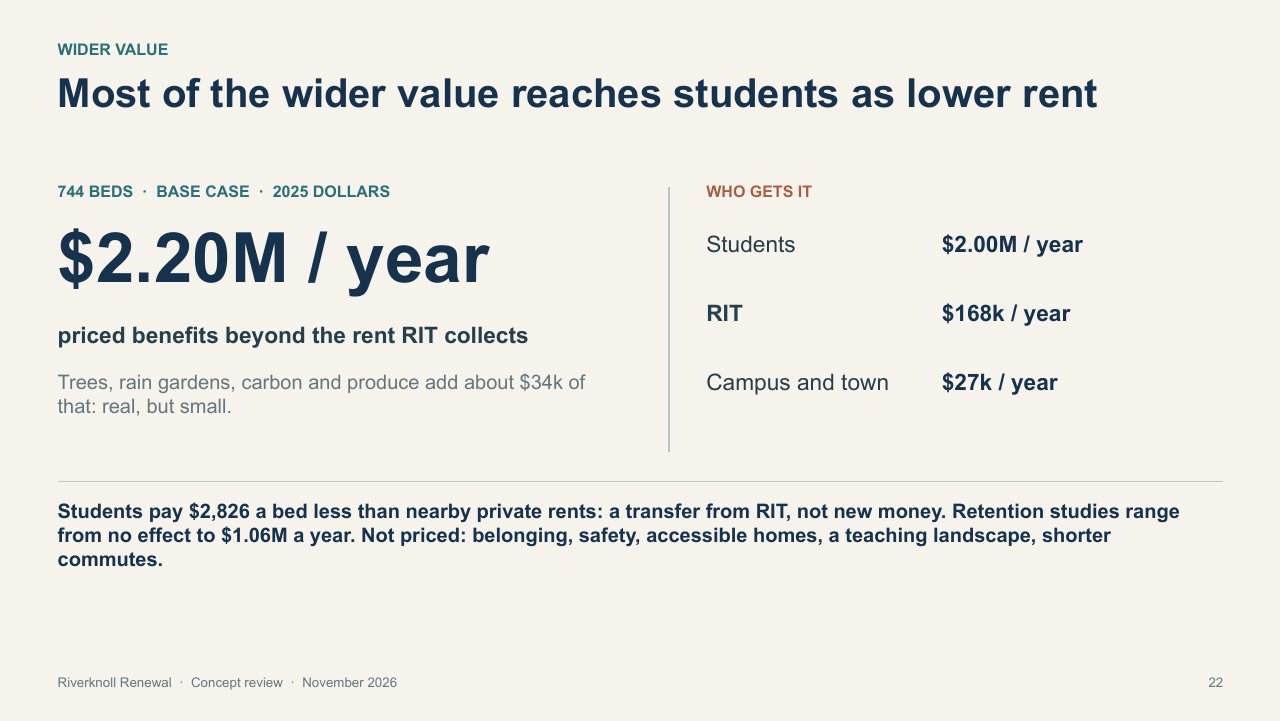 WIDER VALUE
Most of the wider value reaches students as lower rent
744 BEDS · BASE CASE · 2025 DOLLARS
$2.20M / year
priced benefits beyond the rent RIT collects
Trees, rain gardens, carbon and produce add about $34k of
that: real, but small.
WHO GETS IT
Students $2.00M / year
RIT $168k / year
Campus and town $27k / year
Students pay $2,826 a bed less than nearby private rents: a transfer from RIT, not new money. Retention studies range
from no effect to $1.06M a year. Not priced: belonging, safety, accessible homes, a teaching landscape, shorter
commutes.
Riverknoll Renewal · Concept review · November 2026
22